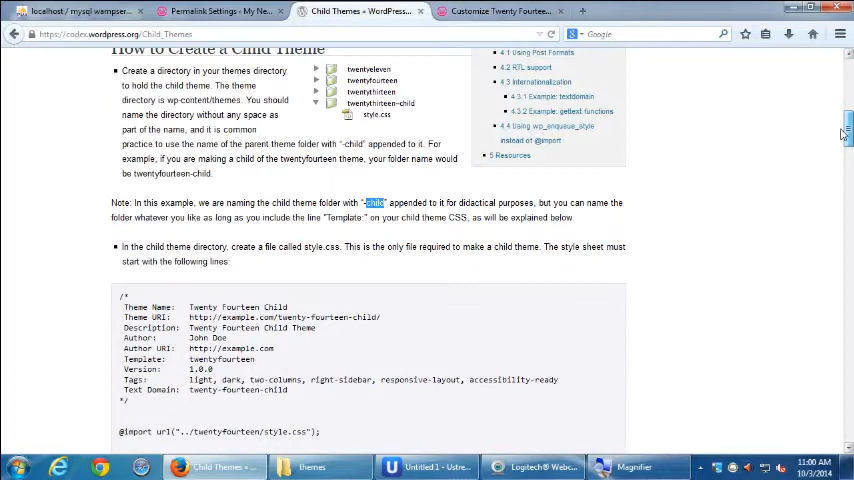 localhost / mysql wampser...
Permalink Settings ‹ My Ne...
Child Themes « WordPress...
Customize Twenty Fourtee...
https://codex.wordpress.org/Child_Themes
Google
How to Create a Child Theme
Create a directory in your themes directory
to hold the child theme. The theme
directory is wp-content/themes. You should
name the directory without any space as
part of the name, and it is common
practice to use the name of the parent theme folder with "-child" appended to it. For
example, if you are making a child of the twentyfourteen theme, your folder name would
be twentyfourteen-child.
twentyeleven
twentyfourteen
twentythirteen
twentythirteen-child
style.css
4.1 Using Post Formats
4.2 RTL support
4.3 Internationalization
4.3.1 Example: textdomain
4.3.2 Example: gettext functions
4.4 Using wp_enqueue_style
instead of @import
5 Resources
Note: In this example, we are naming the child theme folder with "-child" appended to it for didactical purposes, but you can name the
folder whatever you like as long as you include the line "Template:" on your child theme CSS, as will be explained below.
In the child theme directory, create a file called style.css. This is the only file required to make a child theme. The style sheet must
start with the following lines:
/*
Theme Name: Twenty Fourteen Child
Theme URI: http://example.com/twenty-fourteen-child/
Description: Twenty Fourteen Child Theme
Author: John Doe
Author URI: http://example.com
Template: twentyfourteen
Version: 1.0.0
Tags: light, dark, two-columns, right-sidebar, responsive-layout, accessibility-ready
Text Domain: twenty-fourteen-child
*/
@import url("../twentyfourteen/style.css");
Child Themes « Wor...
themes
Untitled 1 - Ustre...
Logitech® Webc...
Magnifier
11:00 AM
10/3/2014